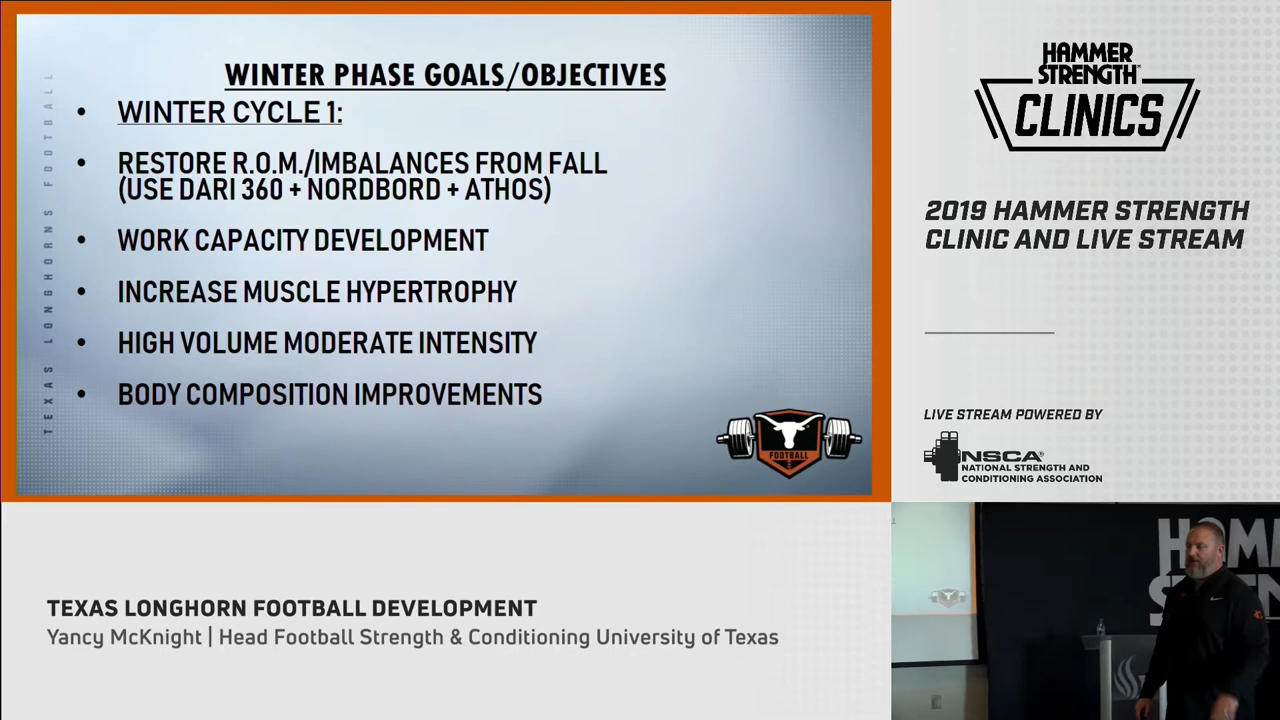 WINTER PHASE GOALS/OBJECTIVES
• WINTER CYCLE 1:
• RESTORE R.O.M./IMBALANCES FROM FALL
(USE DARI 360 + NORDBORD + ATHOS)
• WORK CAPACITY DEVELOPMENT
• INCREASE MUSCLE HYPERTROPHY
• HIGH VOLUME MODERATE INTENSITY
• BODY COMPOSITION IMPROVEMENTS
TEXAS LONGHORNS FOOTBALL
FOOTBALL
HAMMER
STRENGTH®
CLINICS
2019 HAMMER STRENGTH
CLINIC AND LIVE STREAM
LIVE STREAM POWERED BY
NSCA®
NATIONAL STRENGTH AND
CONDITIONING ASSOCIATION
TEXAS LONGHORN FOOTBALL DEVELOPMENT
Yancy McKnight | Head Football Strength & Conditioning University of Texas